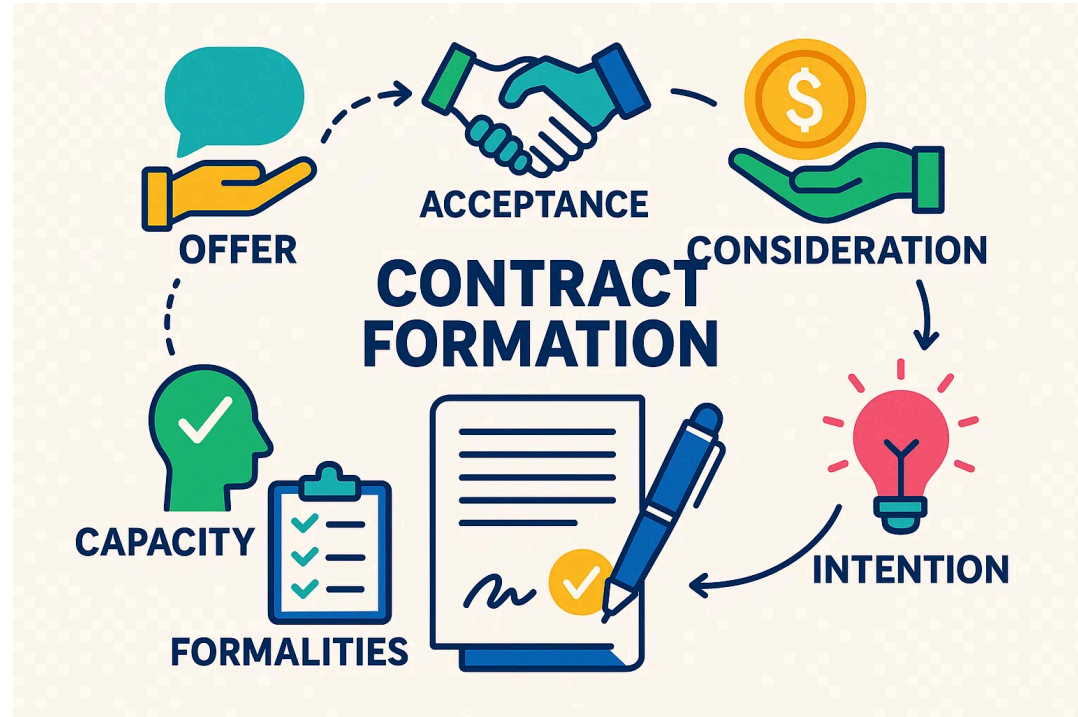 $
OFFER
ACCEPTANCE
CONSIDERATION
CONTRACT
FORMATION
CAPACITY
INTENTION
FORMALITIES